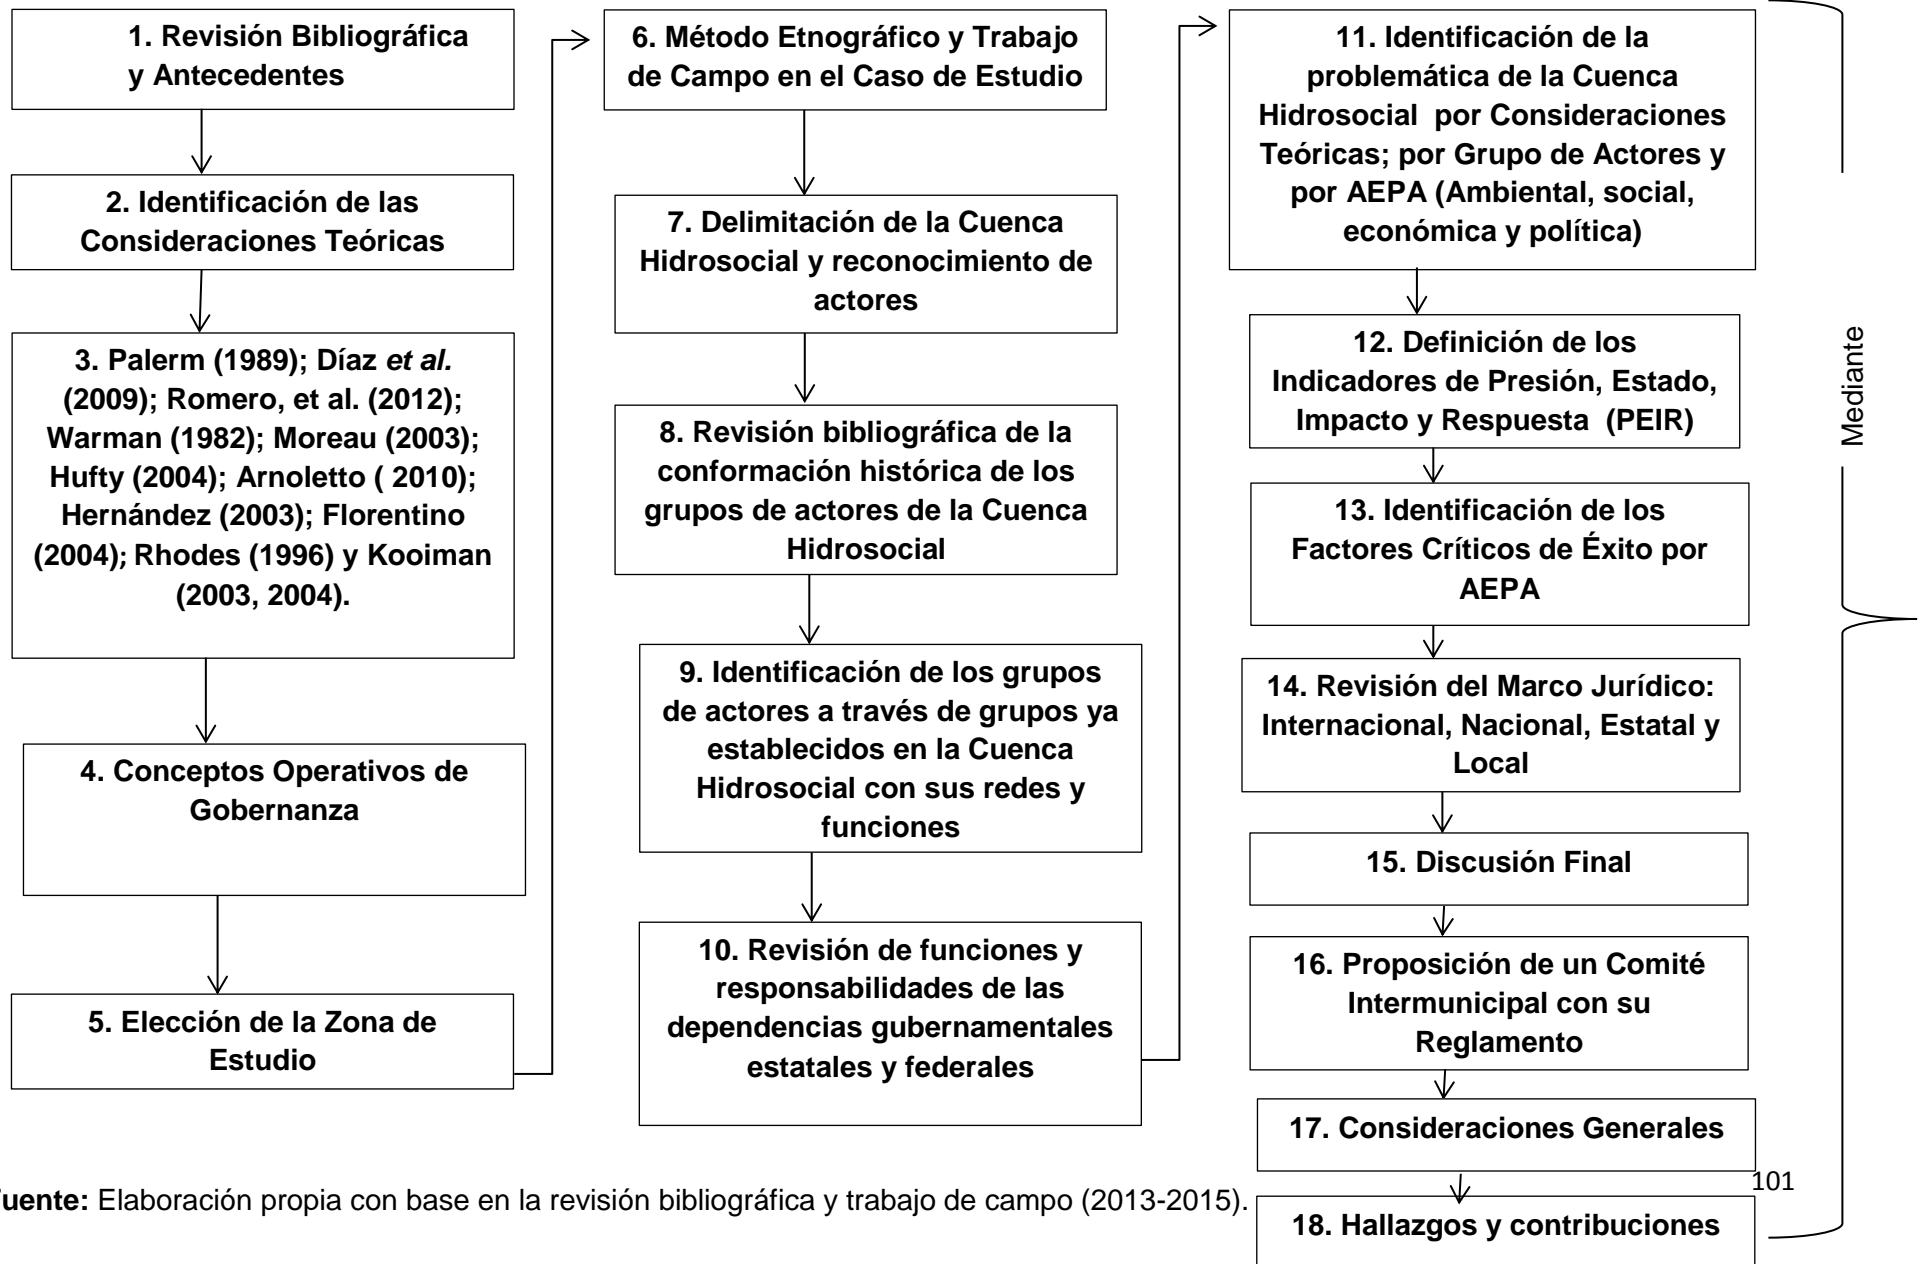 1. Revisión Bibliográfica
y Antecedentes
2. Identificación de las
Consideraciones Teóricas
3. Palerm (1989); Díaz et al.
(2009); Romero, et al. (2012);
Warman (1982); Moreau (2003);
Hufty (2004); Arnoletto ( 2010);
Hernández (2003); Florentino
(2004); Rhodes (1996) y Kooiman
(2003, 2004).
4. Conceptos Operativos de
Gobernanza
5. Elección de la Zona de
Estudio
6. Método Etnográfico y Trabajo
de Campo en el Caso de Estudio
7. Delimitación de la Cuenca
Hidrosocial y reconocimiento de
actores
8. Revisión bibliográfica de la
conformación histórica de los
grupos de actores de la Cuenca
Hidrosocial
9. Identificación de los grupos
de actores a través de grupos ya
establecidos en la Cuenca
Hidrosocial con sus redes y
funciones
10. Revisión de funciones y
responsabilidades de las
dependencias gubernamentales
estatales y federales
11. Identificación de la
problemática de la Cuenca
Hidrosocial por Consideraciones
Teóricas; por Grupo de Actores y
por AEPA (Ambiental, social,
económica y política)
12. Definición de los
Indicadores de Presión, Estado,
Impacto y Respuesta (PEIR)
13. Identificación de los
Factores Críticos de Éxito por
AEPA
14. Revisión del Marco Jurídico:
Internacional, Nacional, Estatal y
Local
15. Discusión Final
16. Proposición de un Comité
Intermunicipal con su
Reglamento
17. Consideraciones Generales
18. Hallazgos y contribuciones
Mediante
uente: Elaboración propia con base en la revisión bibliográfica y trabajo de campo (2013-2015).
101